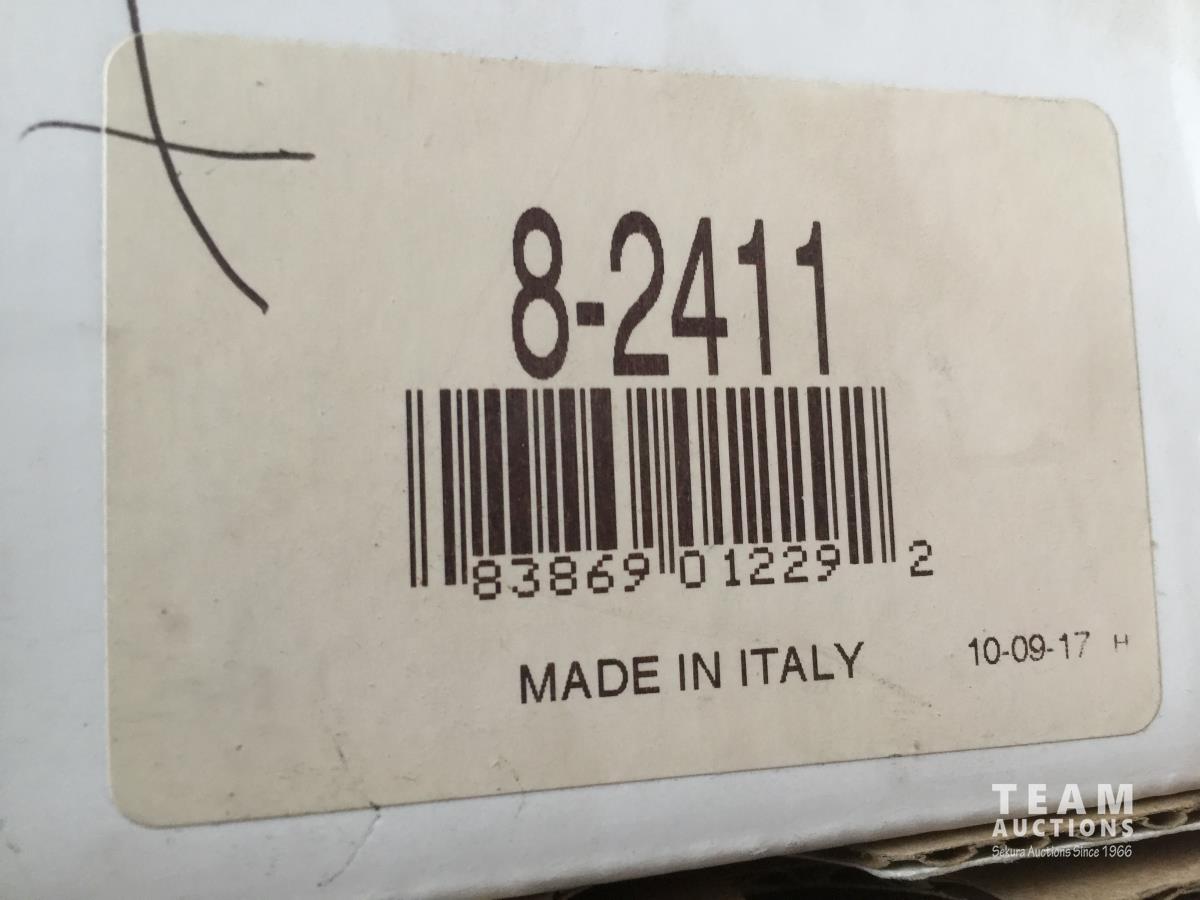 8-2411
83869 01229 2
MADE IN ITALY
10-09-17 H
TEAM
AUCTIONS
Sekura Auctions Since 1966